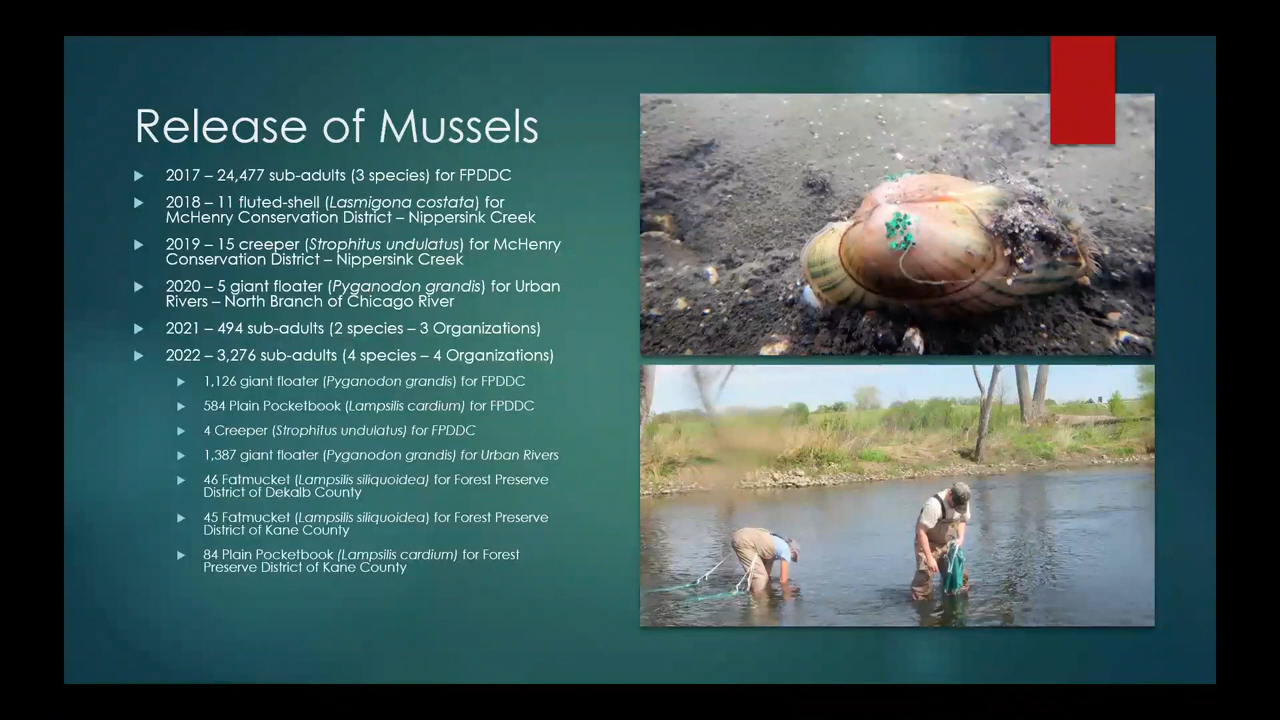 Release of Mussels
2017 – 24,477 sub-adults (3 species) for FPDDC
2018 – 11 fluted-shell (Lasmigona costata) for
McHenry Conservation District – Nippersink Creek
2019 – 15 creeper (Strophitus undulatus) for McHenry
Conservation District – Nippersink Creek
2020 – 5 giant floater (Pyganodon grandis) for Urban
Rivers – North Branch of Chicago River
2021 – 494 sub-adults (2 species – 3 Organizations)
2022 – 3,276 sub-adults (4 species – 4 Organizations)
1,126 giant floater (Pyganodon grandis) for FPDDC
584 Plain Pocketbook (Lampsilis cardium) for FPDDC
4 Creeper (Strophitus undulatus) for FPDDC
1,387 giant floater (Pyganodon grandis) for Urban Rivers
46 Fatmucket (Lampsilis siliquoidea) for Forest Preserve
District of Dekalb County
45 Fatmucket (Lampsilis siliquoidea) for Forest Preserve
District of Kane County
84 Plain Pocketbook (Lampsilis cardium) for Forest
Preserve District of Kane County